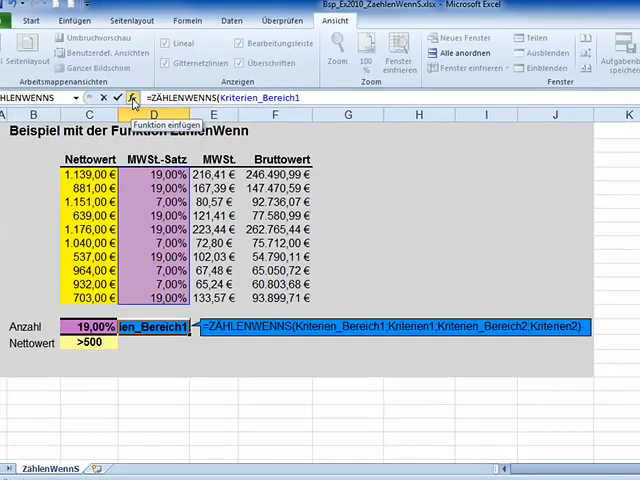 Bsp_Ex2010_ZaehlenWennS.xlsx - Microsoft Excel
Start Einfügen Seitenlayout Formeln Daten Überprüfen Ansicht
Seitenlayout
Umbruchvorschau
Benutzerdef. Ansichten
Ganzer Bildschirm
Arbeitsmappenansichten
Lineal Bearbeitungsleiste
Gitternetzlinien Überschriften
Anzeigen
Zoom 100 % Fenster einfrieren
Zoom
Neues Fenster Teilen
Alle anordnen Ausblenden
Fenster einfrieren Einblenden
Aufgabenb speich
HLENWENNS =ZÄHLENWENNS(Kriterien_Bereich1
Funktion einfügen
A B C D E F G H I J K
Beispiel mit der Funktion ZählenWenn
Nettowert MWSt.-Satz MWSt. Bruttowert
1.139,00 € 19,00% 216,41 € 246.490,99 €
881,00 € 19,00% 167,39 € 147.470,59 €
1.151,00 € 7,00% 80,57 € 92.736,07 €
639,00 € 19,00% 121,41 € 77.580,99 €
1.176,00 € 19,00% 223,44 € 262.765,44 €
1.040,00 € 7,00% 72,80 € 75.712,00 €
537,00 € 19,00% 102,03 € 54.790,11 €
964,00 € 7,00% 67,48 € 65.050,72 €
932,00 € 7,00% 65,24 € 60.803,68 €
703,00 € 19,00% 133,57 € 93.899,71 €
Anzahl 19,00% ien_Bereich1 =ZÄHLENWENNS(Kriterien_Bereich1;Kriterien1;Kriterien_Bereich2;Kriterien2)
Nettowert >500
ZählenWennS